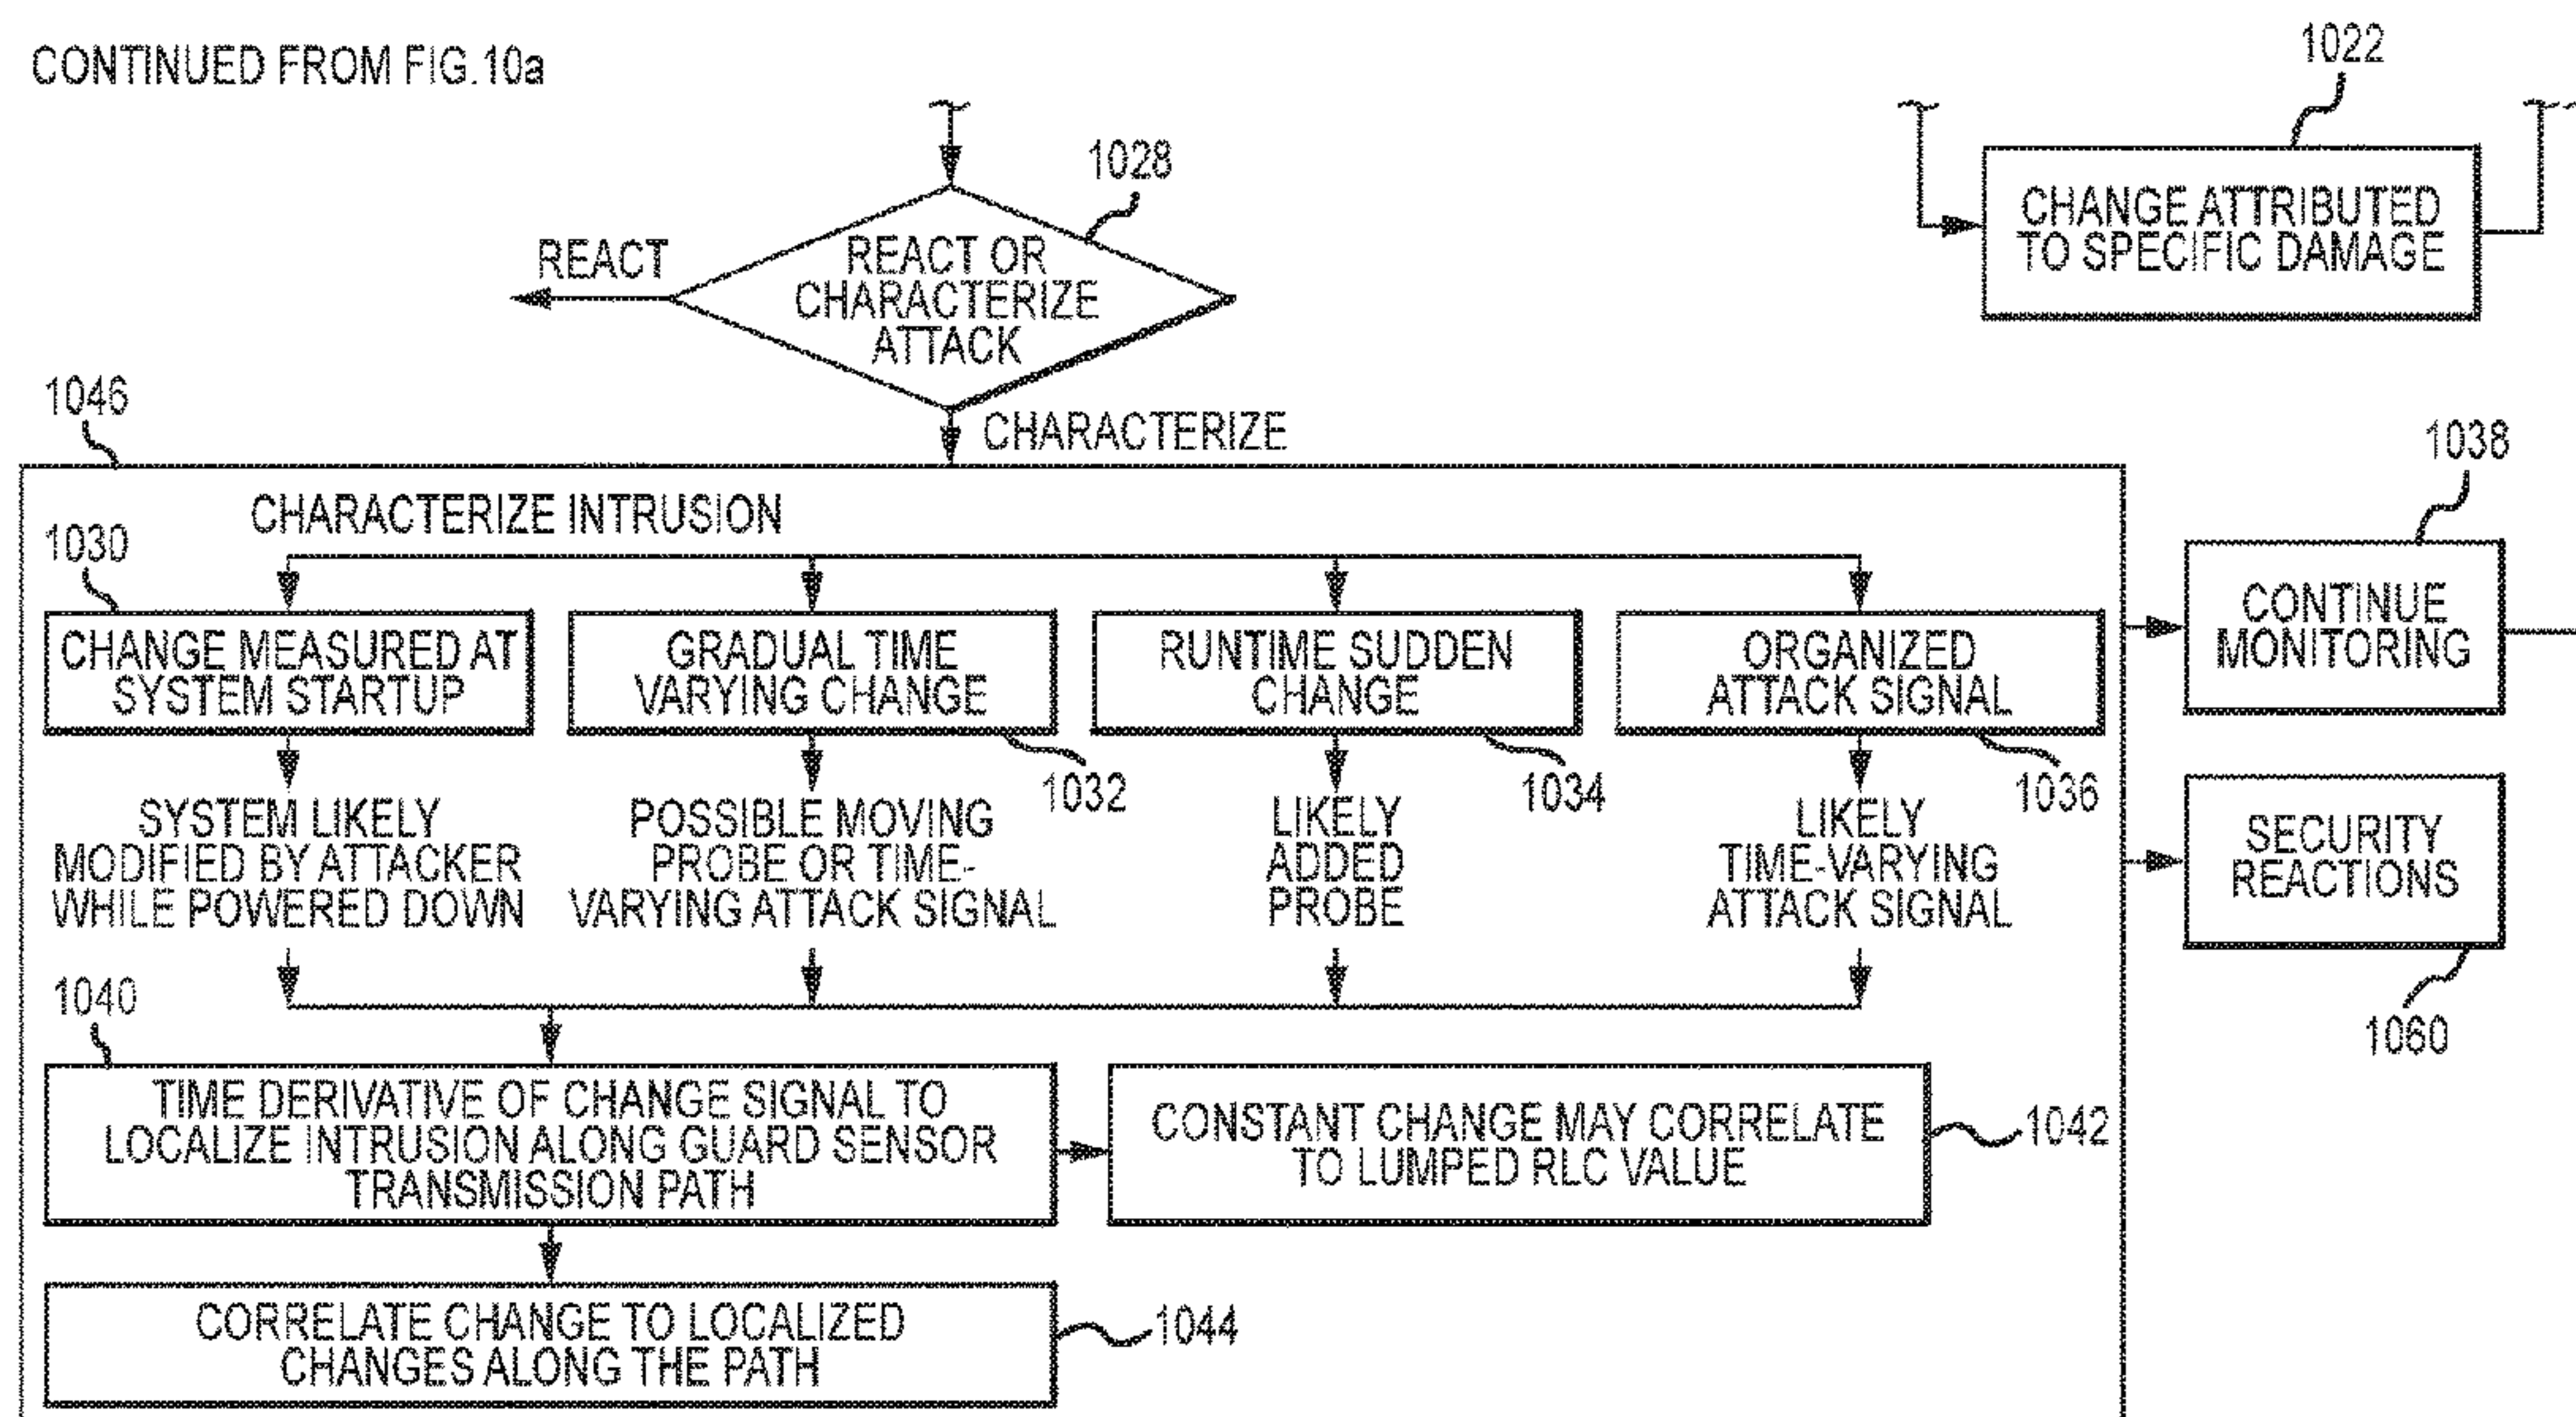 CONTINUED FROM FIG.10a
1022
1028
CHANGE ATTRIBUTED
TO SPECIFIC DAMAGE
REACT
REACT OR
CHARACTERIZE
ATTACK
1046
CHARACTERIZE
1038
CHARACTERIZE INTRUSION
1030
CHANGE MEASURED AT
SYSTEM STARTUP
GRADUAL TIME
VARYING CHANGE
RUNTIME SUDDEN
CHANGE
ORGANIZED
ATTACK SIGNAL
CONTINUE
MONITORING
1032
1034
1036
SYSTEM LIKELY
MODIFIED BY ATTACKER
WHILE POWERED DOWN
POSSIBLE MOVING
PROBE OR TIME-
VARYING ATTACK SIGNAL
LIKELY
ADDED
PROBE
LIKELY
TIME-VARYING
ATTACK SIGNAL
SECURITY
REACTIONS
1060
1040
TIME DERIVATIVE OF CHANGE SIGNAL TO
LOCALIZE INTRUSION ALONG GUARD SENSOR
TRANSMISSION PATH
CONSTANT CHANGE MAY CORRELATE
TO LUMPED RLC VALUE
1042
CORRELATE CHANGE TO LOCALIZED
CHANGES ALONG THE PATH
1044